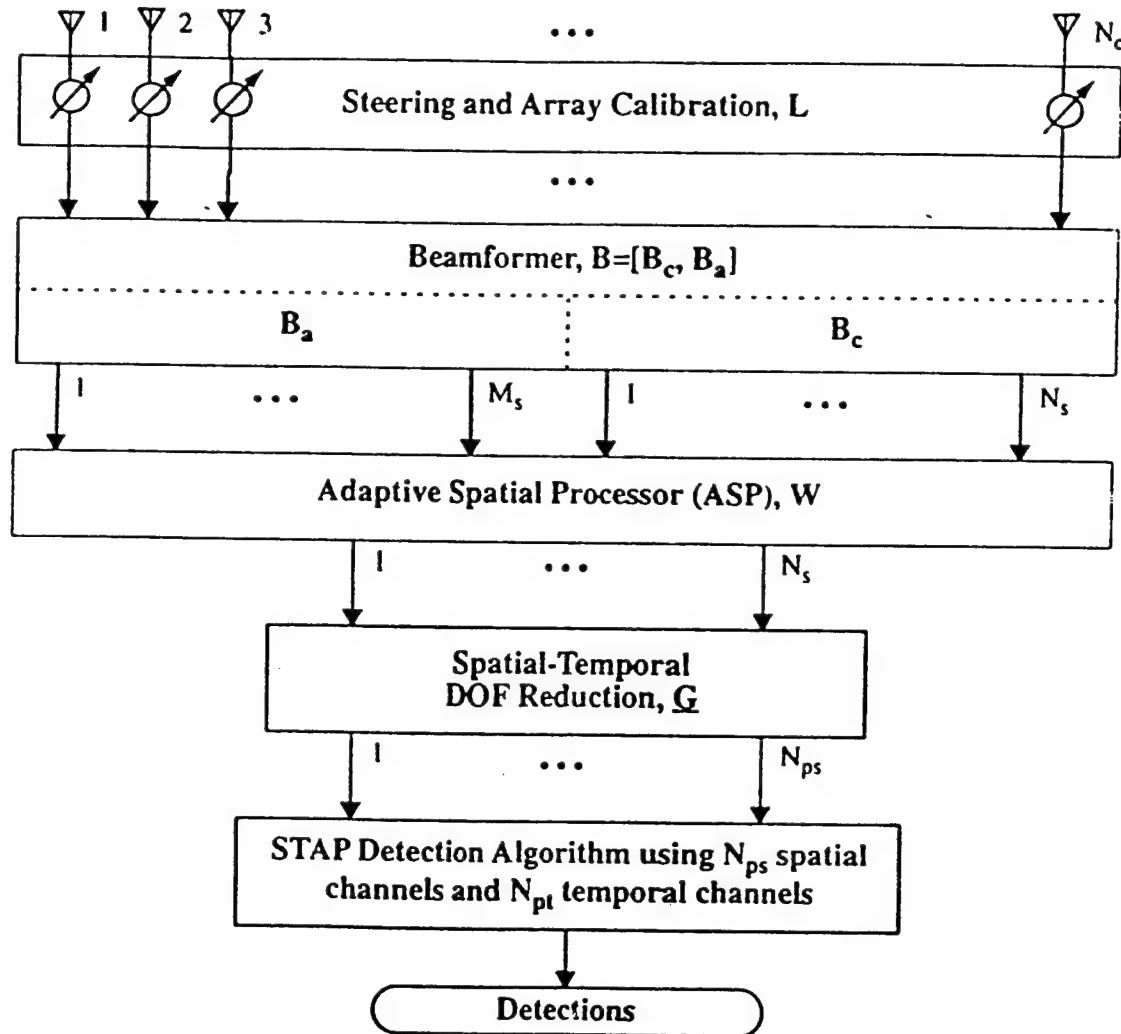 1 2 3 ... N_c
Steering and Array Calibration, L
...
Beamformer, B=[B_c, B_a]
B_a B_c
1 ... M_s 1 ... N_s
Adaptive Spatial Processor (ASP), W
1 ... N_s
Spatial-Temporal
DOF Reduction, G
1 ... N_ps
STAP Detection Algorithm using N_ps spatial
channels and N_pt temporal channels
Detections